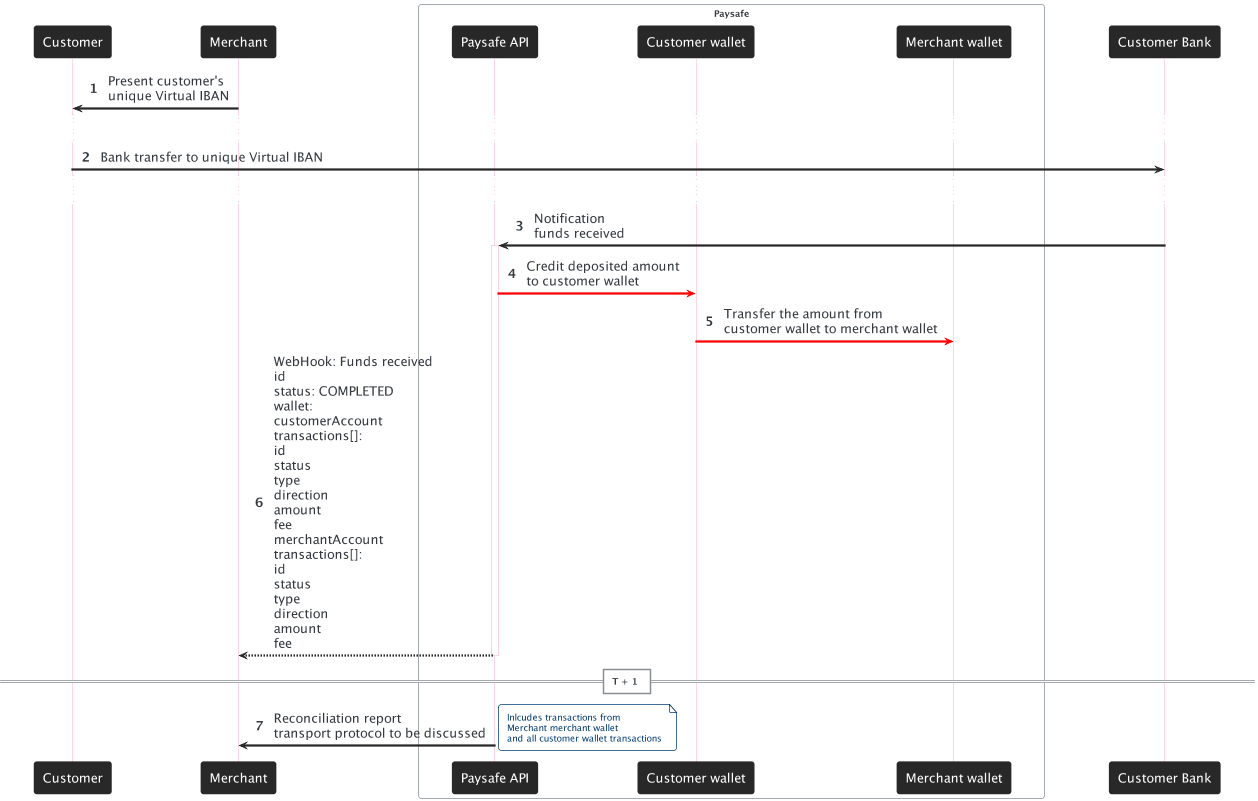 Paysafe
Customer
Merchant
Paysafe API
Customer wallet
Merchant wallet
Customer Bank
1
Present customer's
unique Virtual IBAN
2
Bank transfer to unique Virtual IBAN
3
Notification
funds received
4
Credit deposited amount
to customer wallet
5
Transfer the amount from
customer wallet to merchant wallet
6
WebHook: Funds received
id
status: COMPLETED
wallet:
customerAccount
transactions[]:
id
status
type
direction
amount
fee
merchantAccount
transactions[]:
id
status
type
direction
amount
fee
T + 1
7
Reconciliation report
transport protocol to be discussed
Inlcudes transactions from
Merchant merchant wallet
and all customer wallet transactions
Customer
Merchant
Paysafe API
Customer wallet
Merchant wallet
Customer Bank